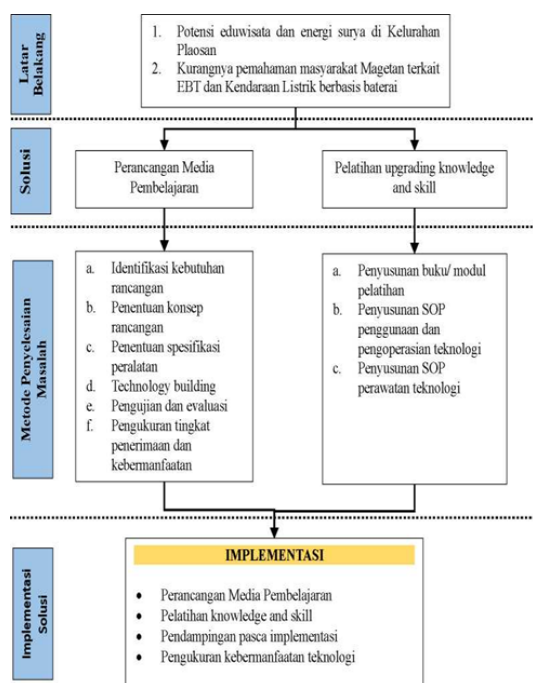 Latar
Belakang
1. Potensi eduwisata dan energi surya di Kelurahan
Plaosan
2. Kurangnya pemahaman masyarakat Magetan terkait
EBT dan Kendaraan Listrik berbasis baterai
Solusi
Perancangan Media
Pembelajaran
Pelatihan upgrading knowledge
and skill
Metode Penyelesaian
Masalah
a. Identifikasi kebutuhan
rancangan
b. Penentuan konsep
rancangan
c. Penentuan spesifikasi
peralatan
d. Technology building
e. Pengujian dan evaluasi
f. Pengukuran tingkat
penerimaan dan
kebermanfaatan
a. Penyusunan buku/ modul
pelatihan
b. Penyusunan SOP
penggunaan dan
pengoperasian teknologi
c. Penyusunan SOP
perawatan teknologi
Implementasi
Solusi
IMPLEMENTASI
• Perancangan Media Pembelajaran
• Pelatihan knowledge and skill
• Pendampingan pasca implementasi
• Pengukuran kebermanfaatan teknologi